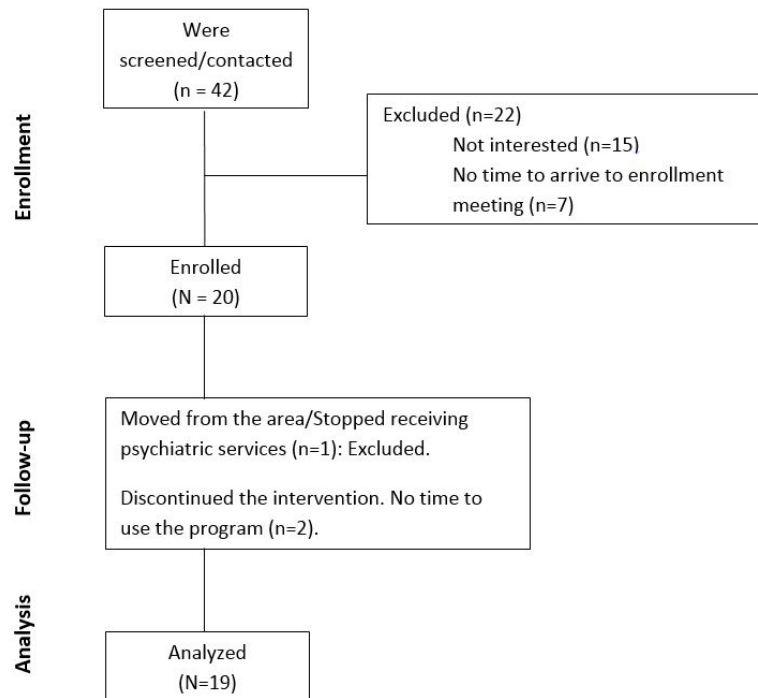 Were
screened/contacted
(n = 42)
Enrollment
Excluded (n=22)
Not interested (n=15)
No time to arrive to enrollment
meeting (n=7)
Enrolled
(N = 20)
Follow-up
Moved from the area/Stopped receiving
psychiatric services (n=1): Excluded.
Discontinued the intervention. No time to
use the program (n=2).
Analysis
Analyzed
(N=19)